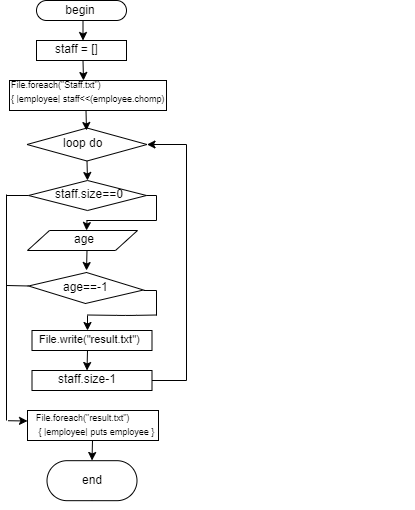 begin
staff = []
File.foreach("Staff.txt")
{ |employee| staff<<(employee.chomp)
loop do
staff.size==0
age
age==-1
File.write("result.txt")
staff.size-1
File.foreach("result.txt")
{ |employee| puts employee }
end